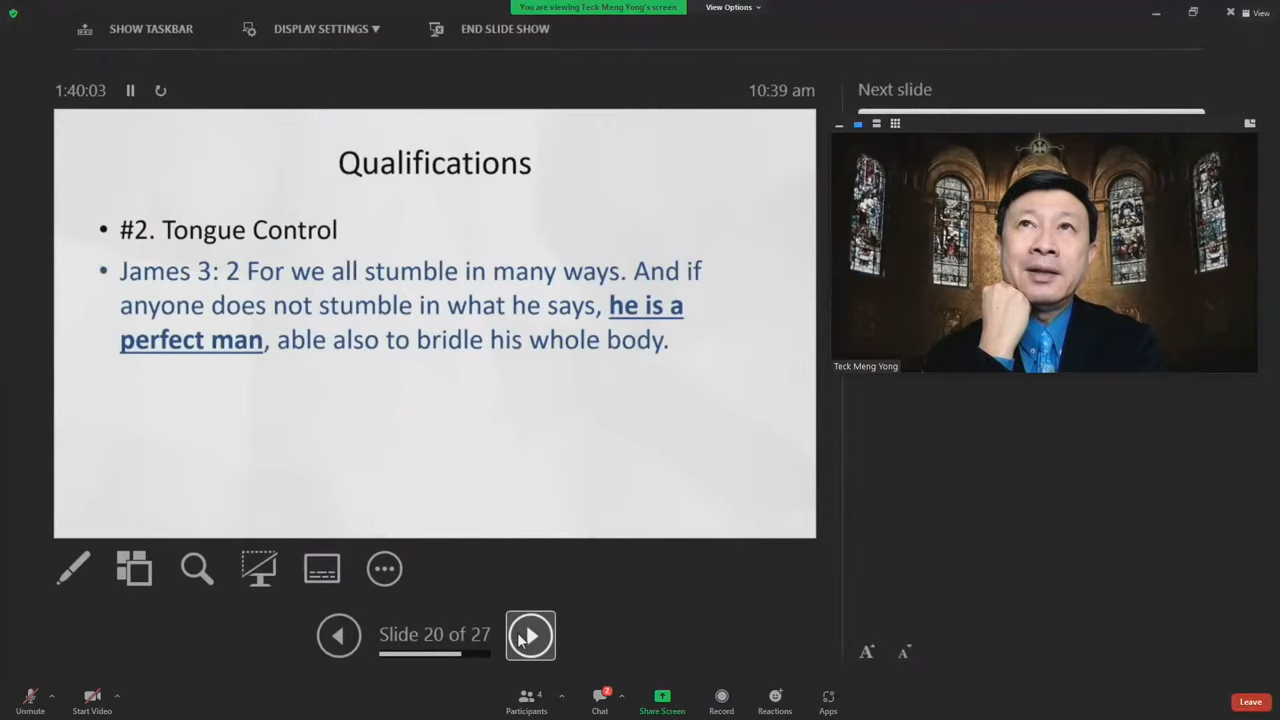 You are viewing Teck Meng Yong's screen
View Options
View
SHOW TASKBAR
DISPLAY SETTINGS
END SLIDE SHOW
1:40:03
10:39 am
Next slide
Qualifications
• #2. Tongue Control
• James 3: 2 For we all stumble in many ways. And if
anyone does not stumble in what he says, he is a
perfect man, able also to bridle his whole body.
Teck Meng Yong
Slide 20 of 27
A A
Unmute
Start Video
4
Participants
2
Chat
Share Screen
Record
Reactions
Apps
Leave